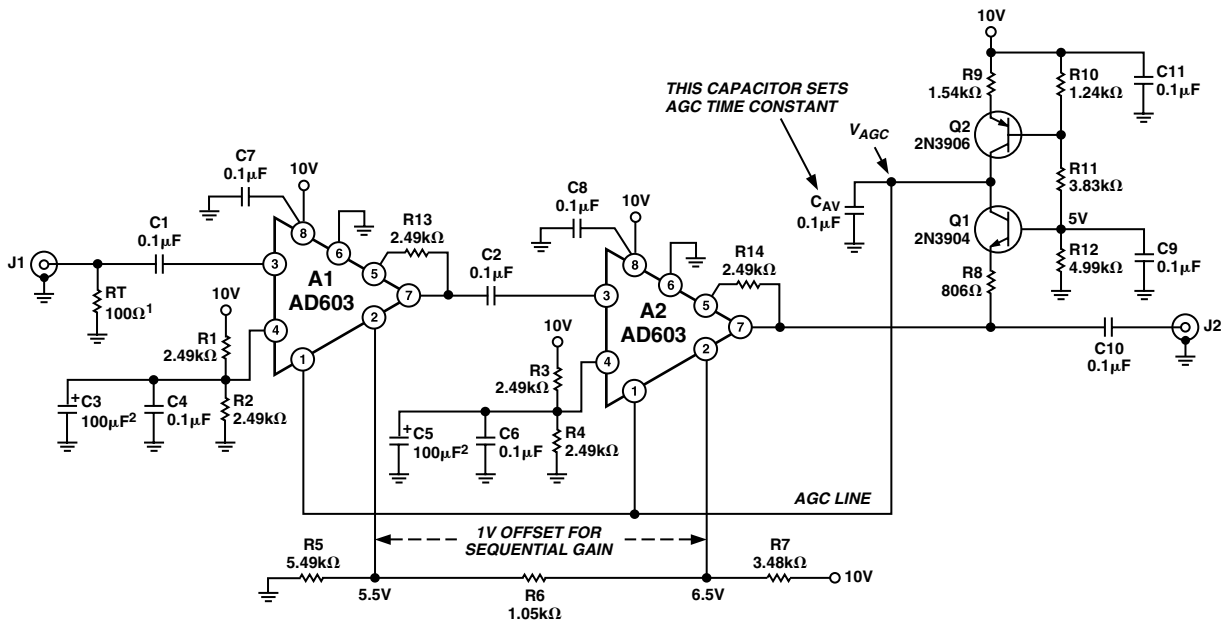 10V
THIS CAPACITOR SETS
AGC TIME CONSTANT
R9
1.54kΩ
R10
1.24kΩ
C11
0.1µF
Q2
2N3906
VAGC
R11
3.83kΩ
CAV
0.1µF
Q1
2N3904
5V
R8
806Ω
R12
4.99kΩ
C9
0.1µF
C7
0.1µF
10V
C8
0.1µF
10V
J1
C1
0.1µF
RT
100Ω1
3
4
8
6
5
7
2
1
A1
AD603
R13
2.49kΩ
C2
0.1µF
3
4
8
6
5
7
2
1
A2
AD603
R14
2.49kΩ
C10
0.1µF
J2
10V
R1
2.49kΩ
+
C3
100µF2
C4
0.1µF
R2
2.49kΩ
10V
R3
2.49kΩ
+
C5
100µF2
C6
0.1µF
R4
2.49kΩ
AGC LINE
1V OFFSET FOR
SEQUENTIAL GAIN
R5
5.49kΩ
5.5V
R6
1.05kΩ
6.5V
R7
3.48kΩ
10V